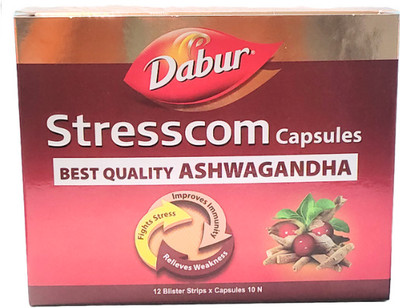 Dabur
Stresscom Capsules
BEST QUALITY ASHWAGANDHA
Improves Immunity
Fights Stress
Relieves Weakness
12 Blister Strips x Capsules 10 N